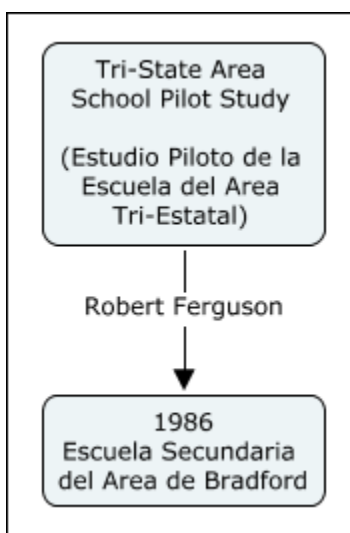 Tri-State Area
School Pilot Study
(Estudio Piloto de la
Escuela del Area
Tri-Estatal)
Robert Ferguson
1986
Escuela Secundaria
del Area de Bradford